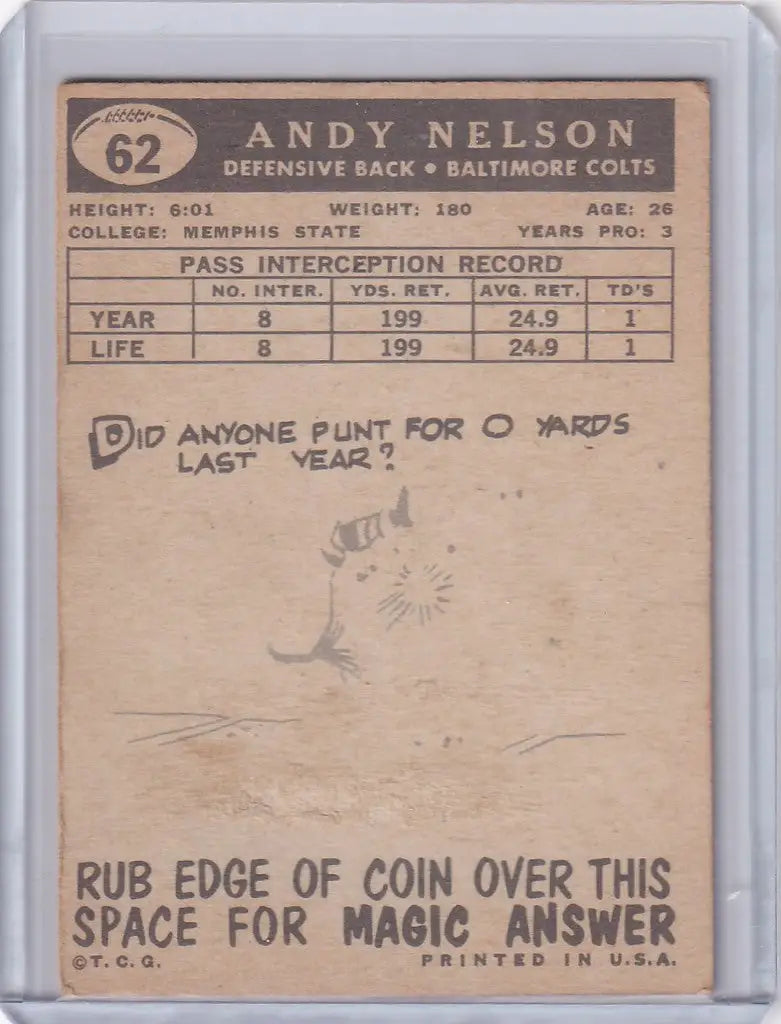 62
ANDY NELSON
DEFENSIVE BACK • BALTIMORE COLTS
HEIGHT: 6:01 WEIGHT: 180 AGE: 26
COLLEGE: MEMPHIS STATE YEARS PRO: 3
PASS INTERCEPTION RECORD
NO. INTER. YDS. RET. AVG. RET. TD'S
YEAR 8 199 24.9 1
LIFE 8 199 24.9 1
DID ANYONE PUNT FOR 0 YARDS
LAST YEAR?
RUB EDGE OF COIN OVER THIS
SPACE FOR MAGIC ANSWER
©T.C.G. PRINTED IN U.S.A.